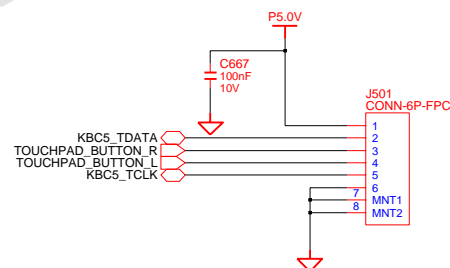 P5.0V
C667
100nF
10V
J501
CONN-6P-FPC
1
KBC5_TDATA 2
TOUCHPAD_BUTTON_R 3
TOUCHPAD_BUTTON_L 4
KBC5_TCLK 5
6
7 MNT1
8 MNT2